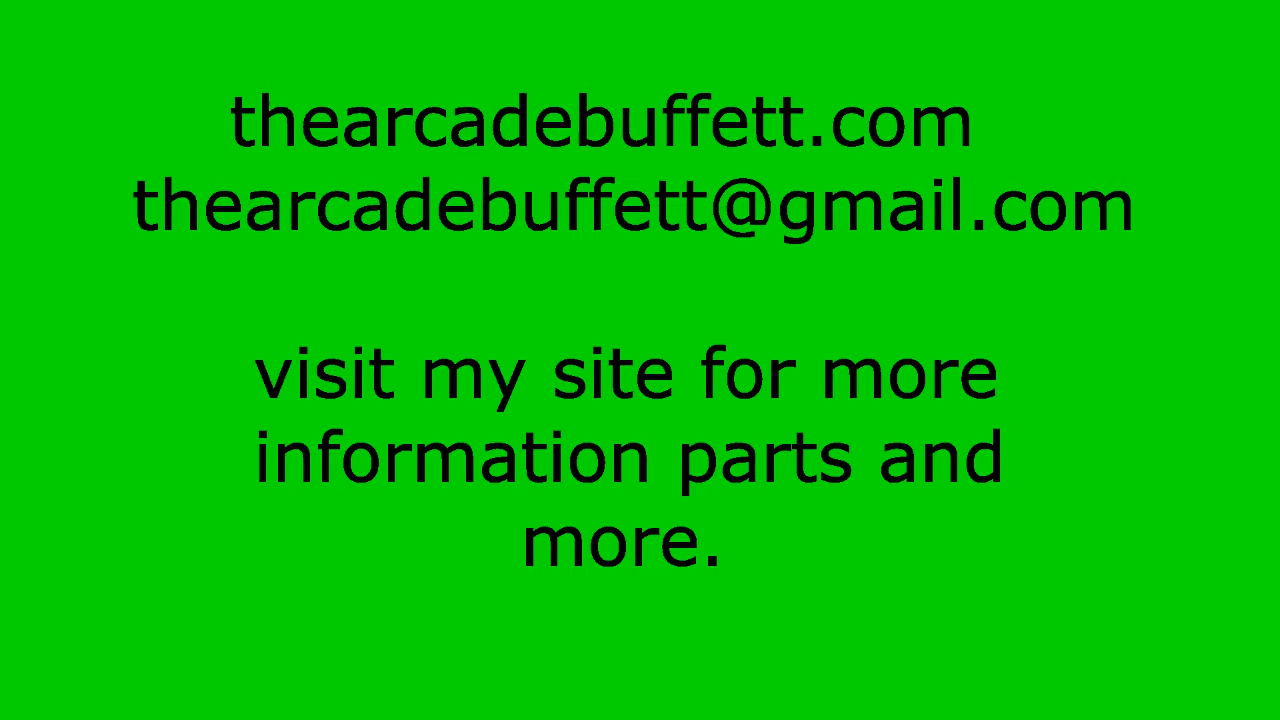 thearcadebuffett.com
thearcadebuffett@gmail.com
visit my site for more
information parts and
more.